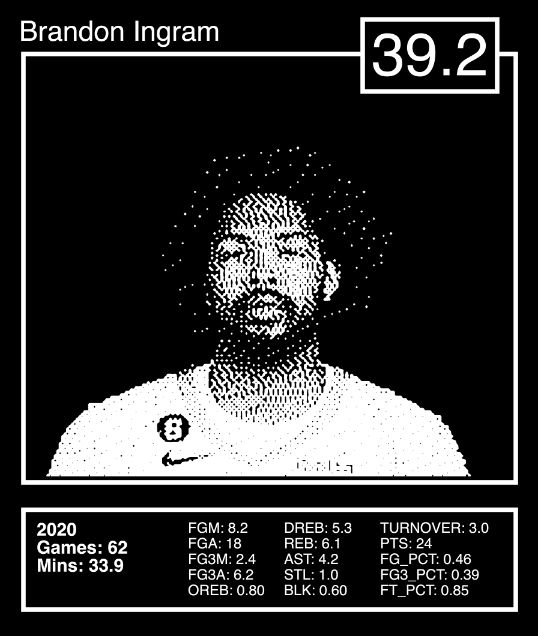 Brandon Ingram
39.2
8
2020
Games: 62
Mins: 33.9
FGM: 8.2
FGA: 18
FG3M: 2.4
FG3A: 6.2
OREB: 0.80
DREB: 5.3
REB: 6.1
AST: 4.2
STL: 1.0
BLK: 0.60
TURNOVER: 3.0
PTS: 24
FG_PCT: 0.46
FG3_PCT: 0.39
FT_PCT: 0.85